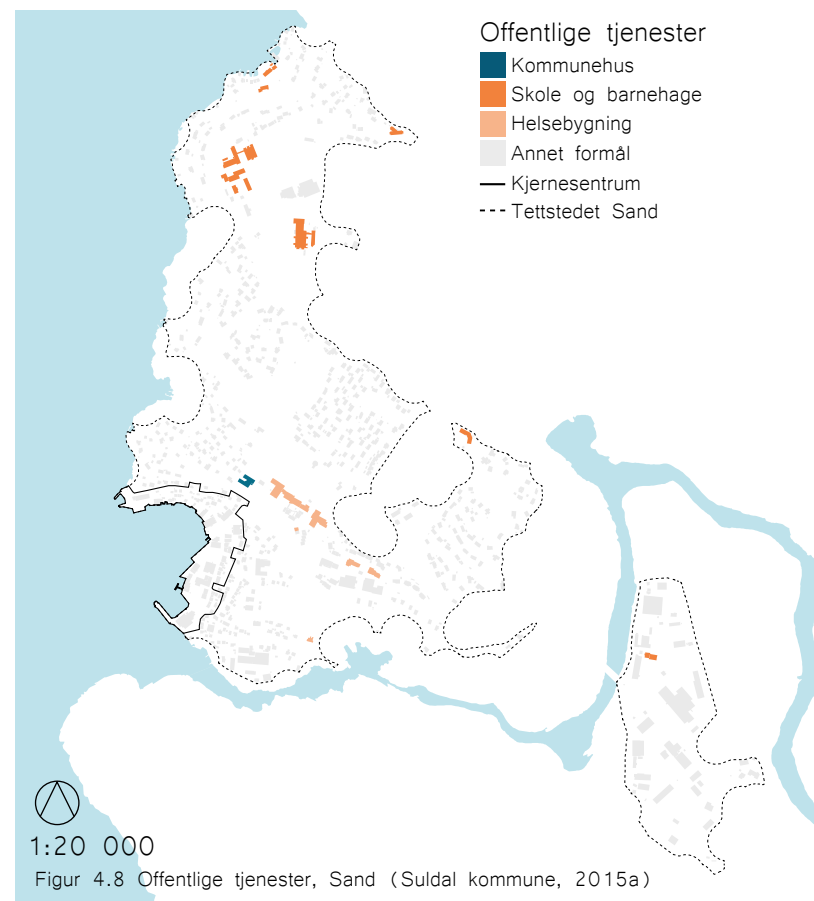 Offentlige tjenester
Kommunehus
Skole og barnehage
Helsebygning
Annet formål
Kjernesentrum
Tettstedet Sand
1:20 000
Figur 4.8 Offentlige tjenester, Sand (Suldal kommune, 2015a)